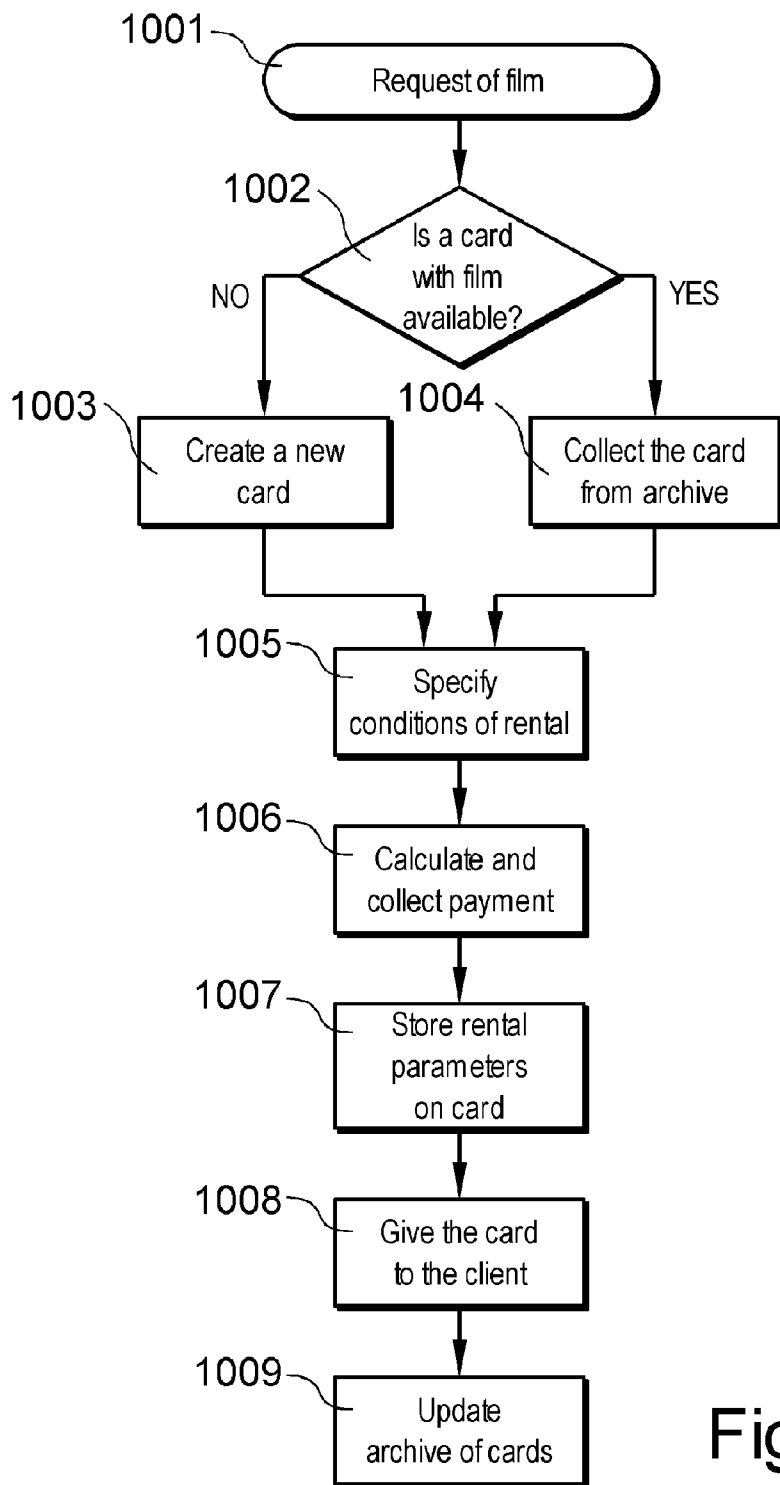 1001
Request of film
1002
Is a card
with film
available?
NO
YES
1003
Create a new
card
1004
Collect the card
from archive
1005
Specify
conditions of rental
1006
Calculate and
collect payment
1007
Store rental
parameters
on card
1008
Give the card
to the client
1009
Update
archive of cards
Fig